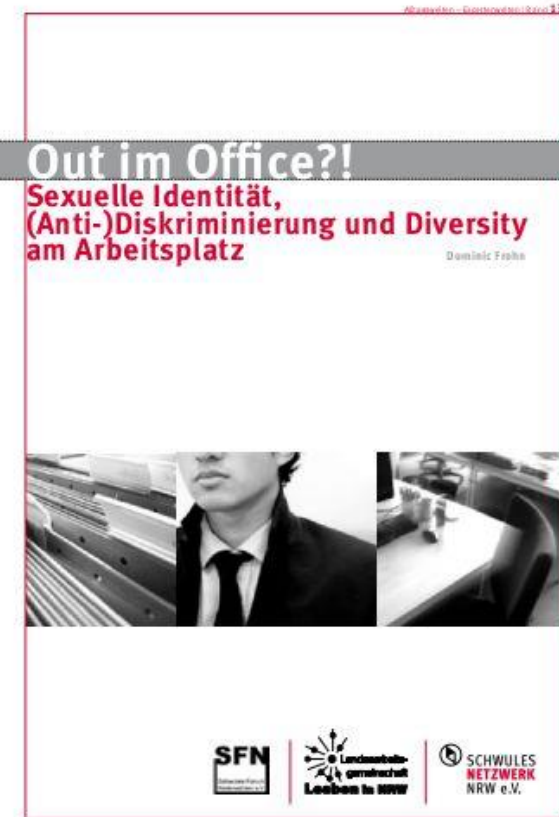 Out im Office?!
Sexuelle Identität,
(Anti-)Diskriminierung und Diversity
am Arbeitsplatz
Dominic Frohn
SFN
Landesarbeits-
gemeinschaft
Lesben in NRW
SCHWULES
NETZWERK
NRW e.V.